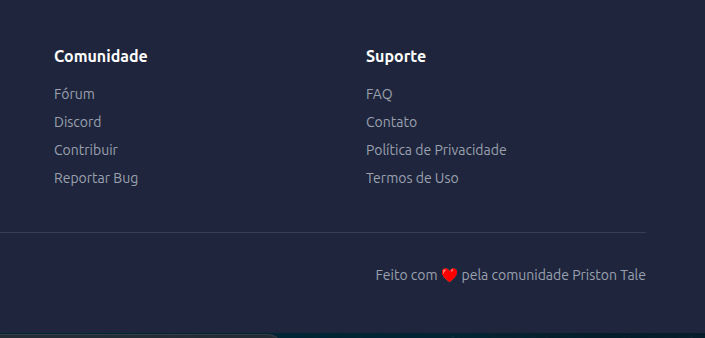 Comunidade
Fórum
Discord
Contribuir
Reportar Bug
Suporte
FAQ
Contato
Política de Privacidade
Termos de Uso
Feito com ❤️ pela comunidade Priston Tale